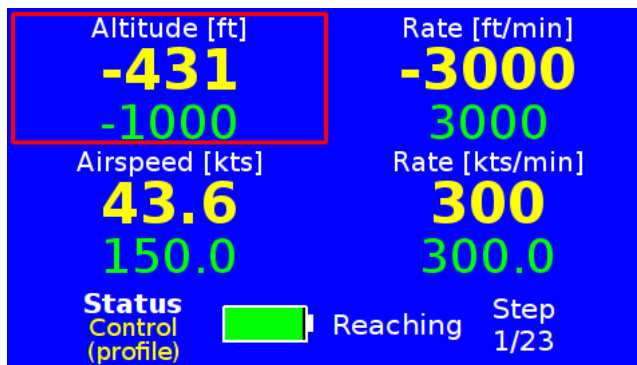 Altitude [ft] Rate [ft/min]
-431 -3000
-1000 3000
Airspeed [kts] Rate [kts/min]
43.6 300
150.0 300.0
Status
Control
(profile)
Reaching
Step
1/23